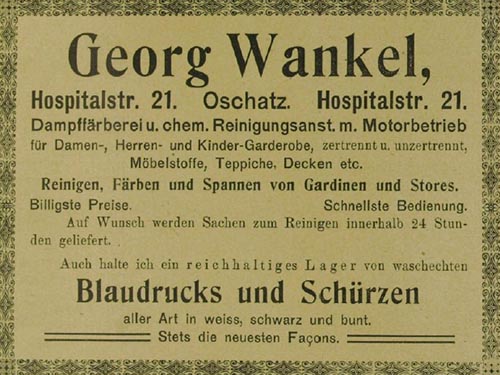 Georg Wankel,
Hospitalstr. 21. Oschatz. Hospitalstr. 21.
Dampffärberei u. chem. Reinigungsanst. m. Motorbetrieb
für Damen-, Herren- und Kinder-Garderobe, zertrennt u. unzertrennt,
Möbelstoffe, Teppiche, Decken etc.
Reinigen, Färben und Spannen von Gardinen und Stores.
Billigste Preise. Schnellste Bedienung.
Auf Wunsch werden Sachen zum Reinigen innerhalb 24 Stun-
den geliefert.
Auch halte ich ein reichhaltiges Lager von waschechten
Blaudrucks und Schürzen
aller Art in weiss, schwarz und bunt.
Stets die neuesten Façons.